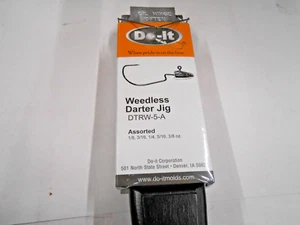 Do-it
Weedless
Darter Jig
DTRW-5-A
Assorted
1/8, 3/16, 1/4, 5/16, 3/8 oz.
Do-it Corporation
501 North State Street • Denver, IA
www.do-itmolds.com